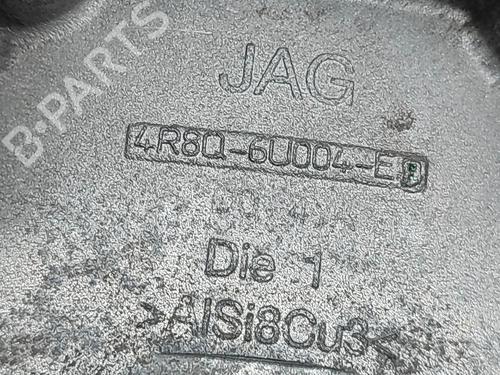 B-PARTS
JAG
4R8Q-6U004-E
Die 1
>AlSi8Cu3<